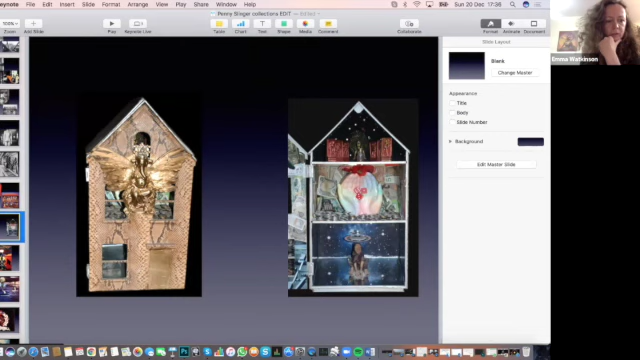 Keynote File Edit Insert Slide Format Arrange View Play Share Window Help Sun 20 Dec 17:36
Penny Slinger collections EDIT — Edited
100%
Zoom Add Slide Play Keynote Live Table Chart Text Shape Media Comment Collaborate Format Animate Document
Slide Layout
Blank
Change Master
Appearance
Title
Body
Slide Number
Background
Edit Master Slide
Emma Watkinson